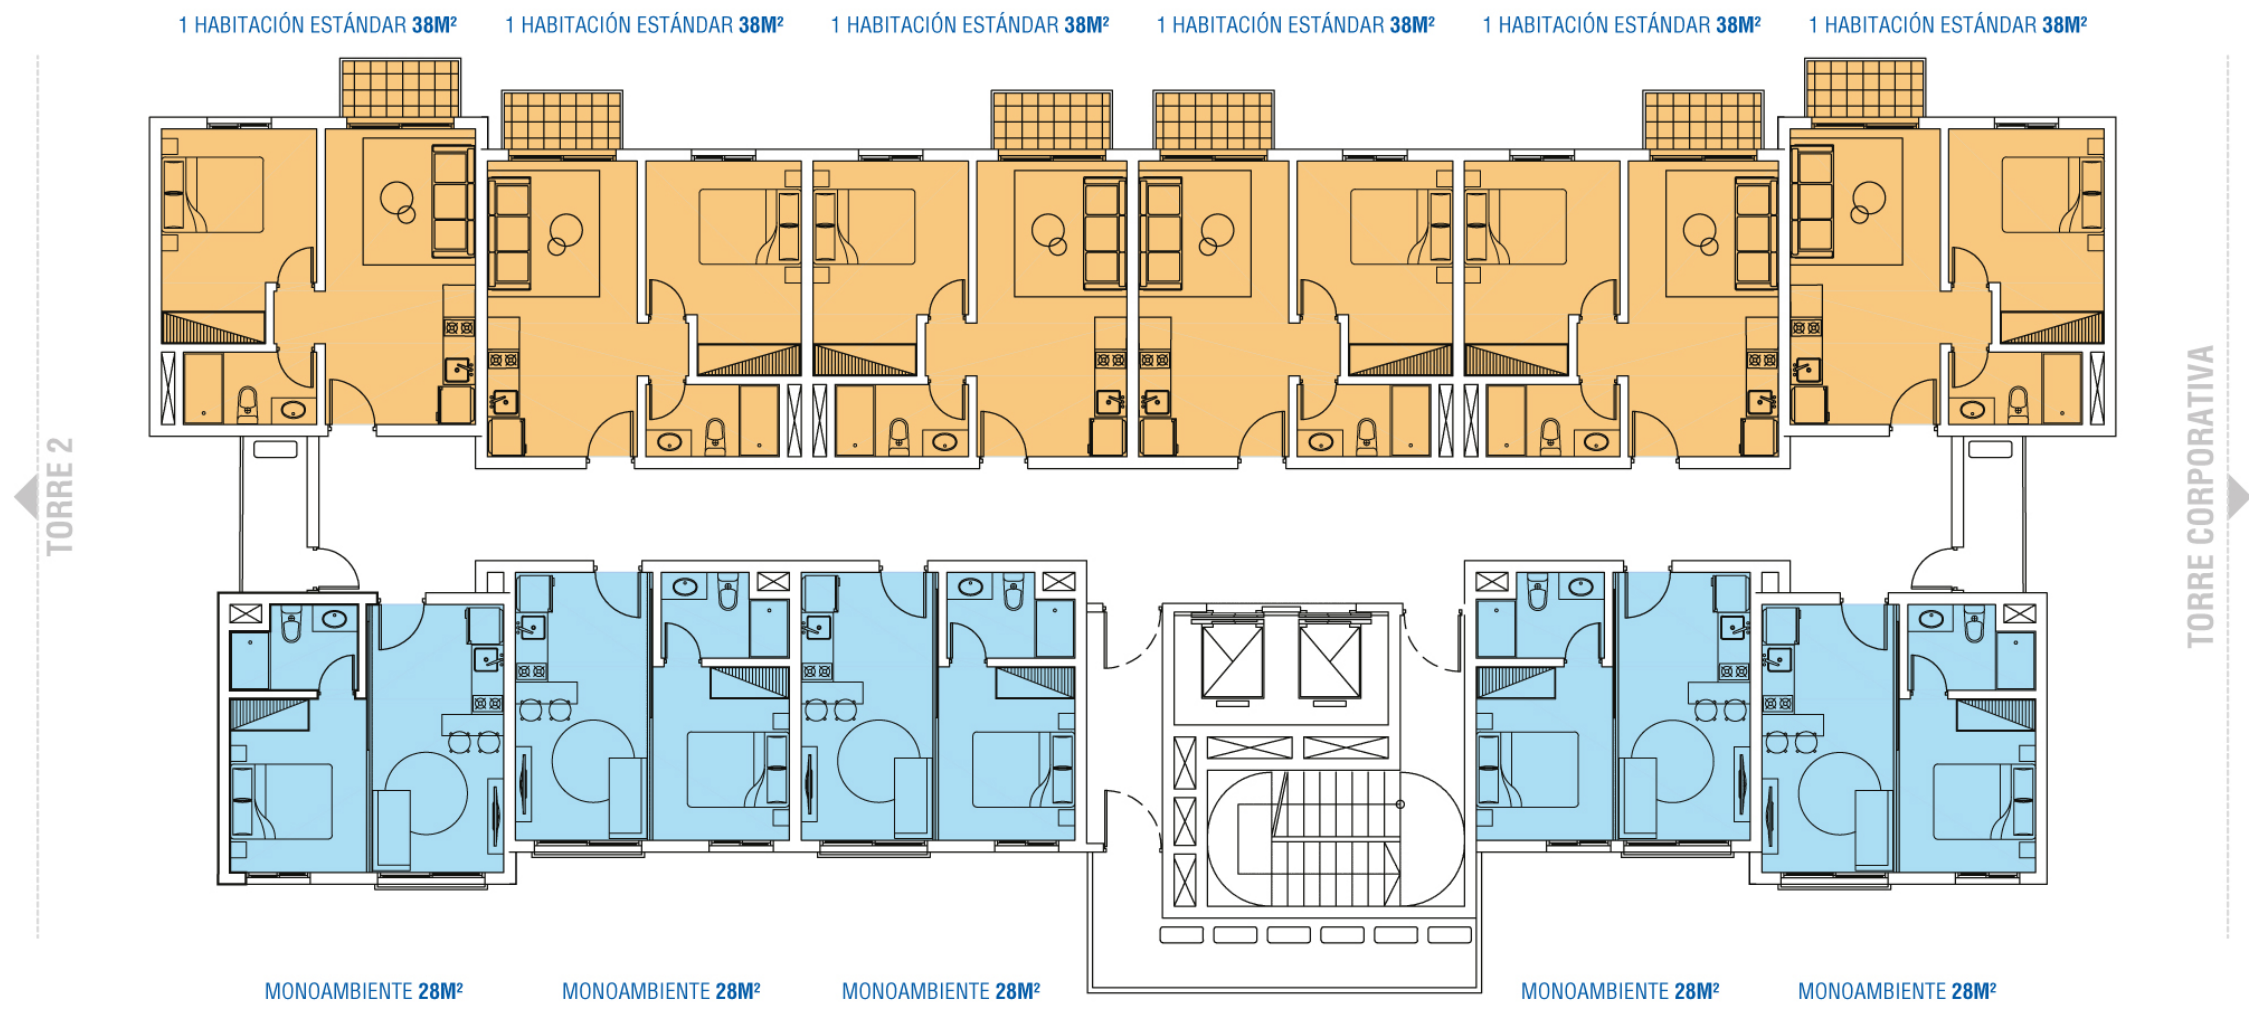 1 HABITACIÓN ESTÁNDAR 38M²
1 HABITACIÓN ESTÁNDAR 38M²
1 HABITACIÓN ESTÁNDAR 38M²
1 HABITACIÓN ESTÁNDAR 38M²
1 HABITACIÓN ESTÁNDAR 38M²
1 HABITACIÓN ESTÁNDAR 38M²
TORRE 2
TORRE CORPORATIVA
MONOAMBIENTE 28M²
MONOAMBIENTE 28M²
MONOAMBIENTE 28M²
MONOAMBIENTE 28M²
MONOAMBIENTE 28M²